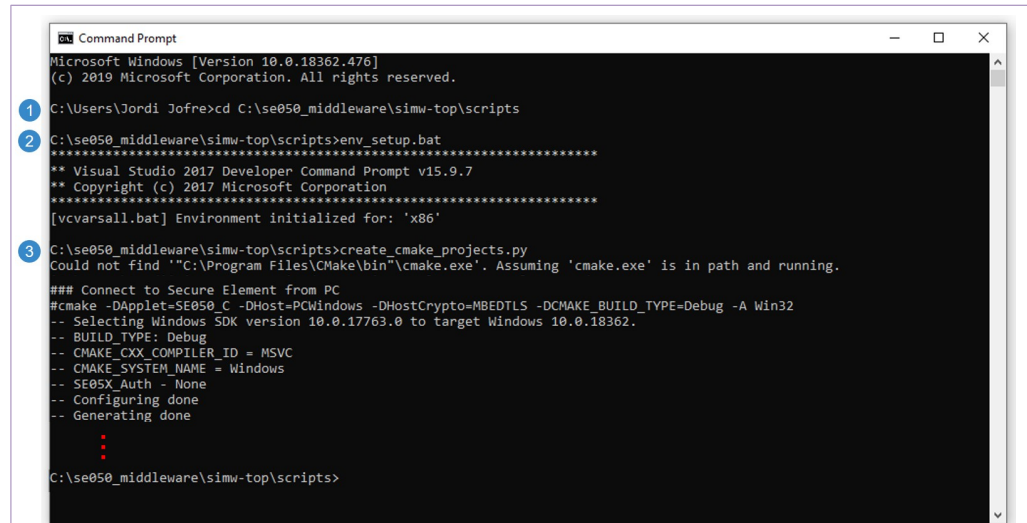 Command Prompt
Microsoft Windows [Version 10.0.18362.476]
(c) 2019 Microsoft Corporation. All rights reserved.
1 C:\Users\Jordi Jofre>cd C:\se050_middleware\simw-top\scripts
2 C:\se050_middleware\simw-top\scripts>env_setup.bat
**********************************************************************
** Visual Studio 2017 Developer Command Prompt v15.9.7
** Copyright (c) 2017 Microsoft Corporation
**********************************************************************
[vcvarsall.bat] Environment initialized for: 'x86'
3 C:\se050_middleware\simw-top\scripts>create_cmake_projects.py
Could not find '"C:\Program Files\CMake\bin"\cmake.exe'. Assuming 'cmake.exe' is in path and running.
### Connect to Secure Element from PC
#cmake -DApplet=SE050_C -DHost=PCWindows -DHostCrypto=MBEDTLS -DCMAKE_BUILD_TYPE=Debug -A Win32
-- Selecting Windows SDK version 10.0.17763.0 to target Windows 10.0.18362.
-- BUILD_TYPE: Debug
-- CMAKE_CXX_COMPILER_ID = MSVC
-- CMAKE_SYSTEM_NAME = Windows
-- SE05X_Auth - None
-- Configuring done
-- Generating done
C:\se050_middleware\simw-top\scripts>